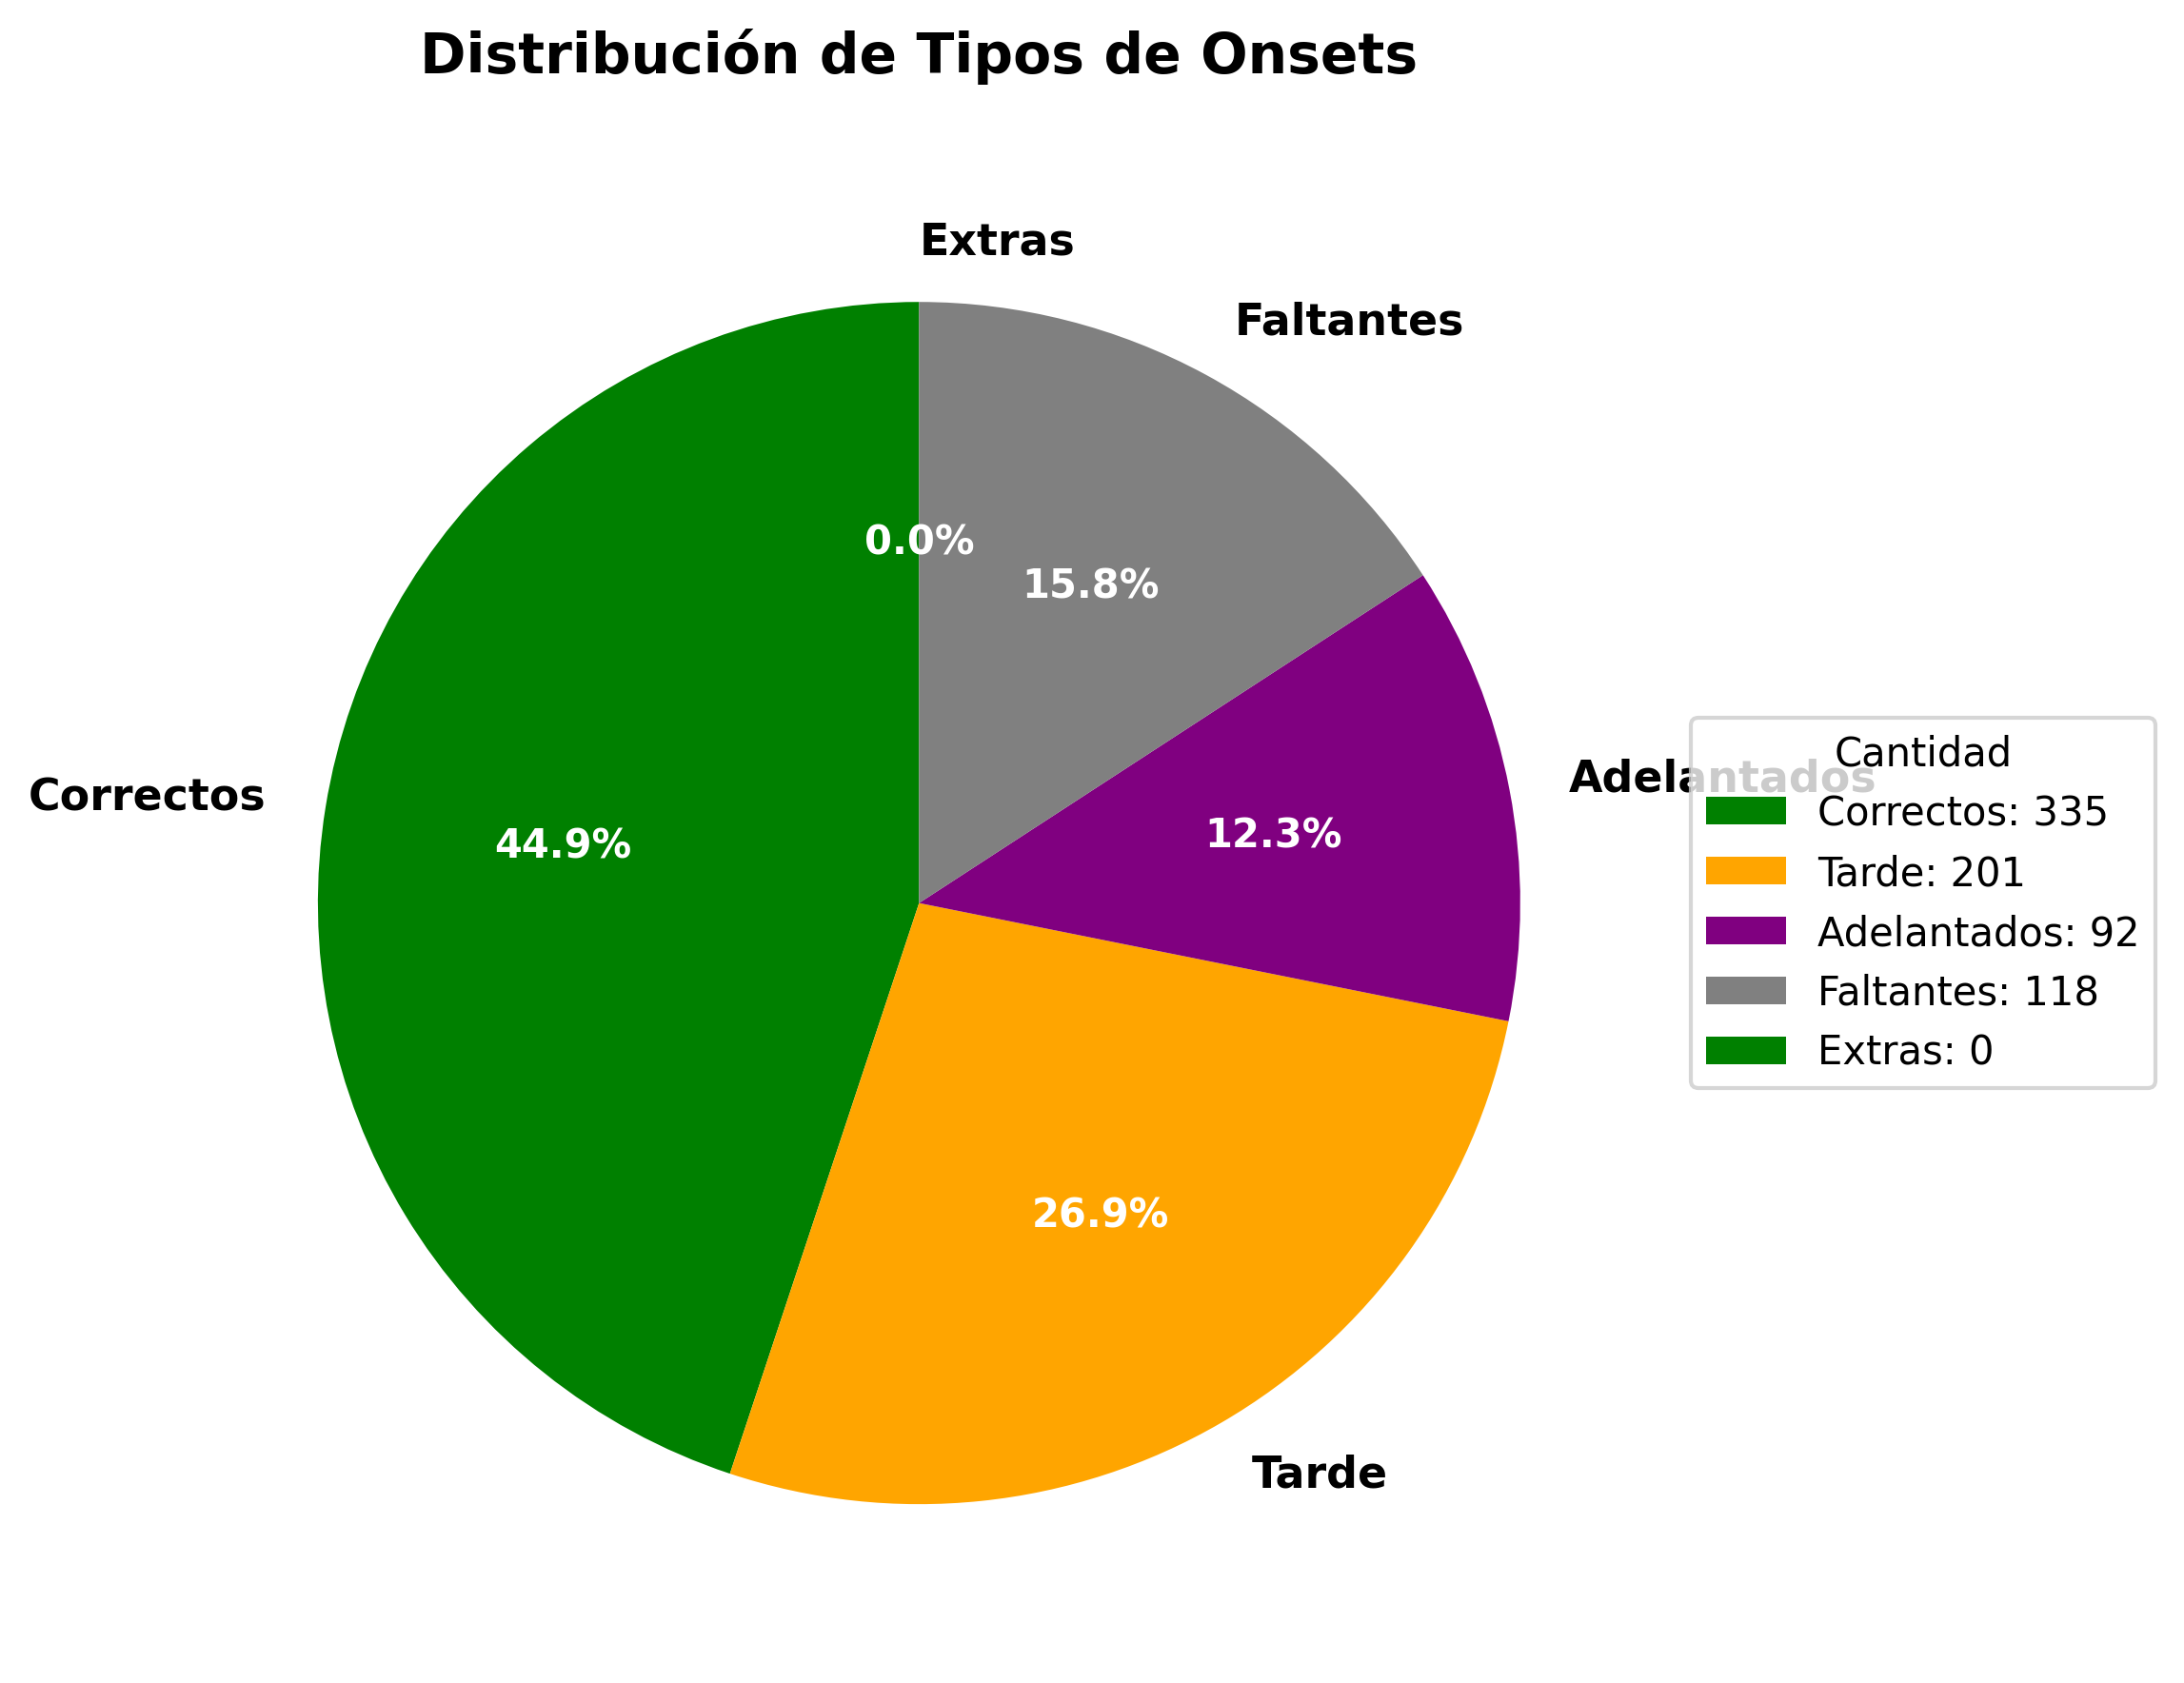 Distribución de Tipos de Onsets
Extras
Faltantes
0.0%
15.8%
Correctos
44.9%
12.3%
Adelantados
26.9%
Tarde
Cantidad
Correctos: 335
Tarde: 201
Adelantados: 92
Faltantes: 118
Extras: 0